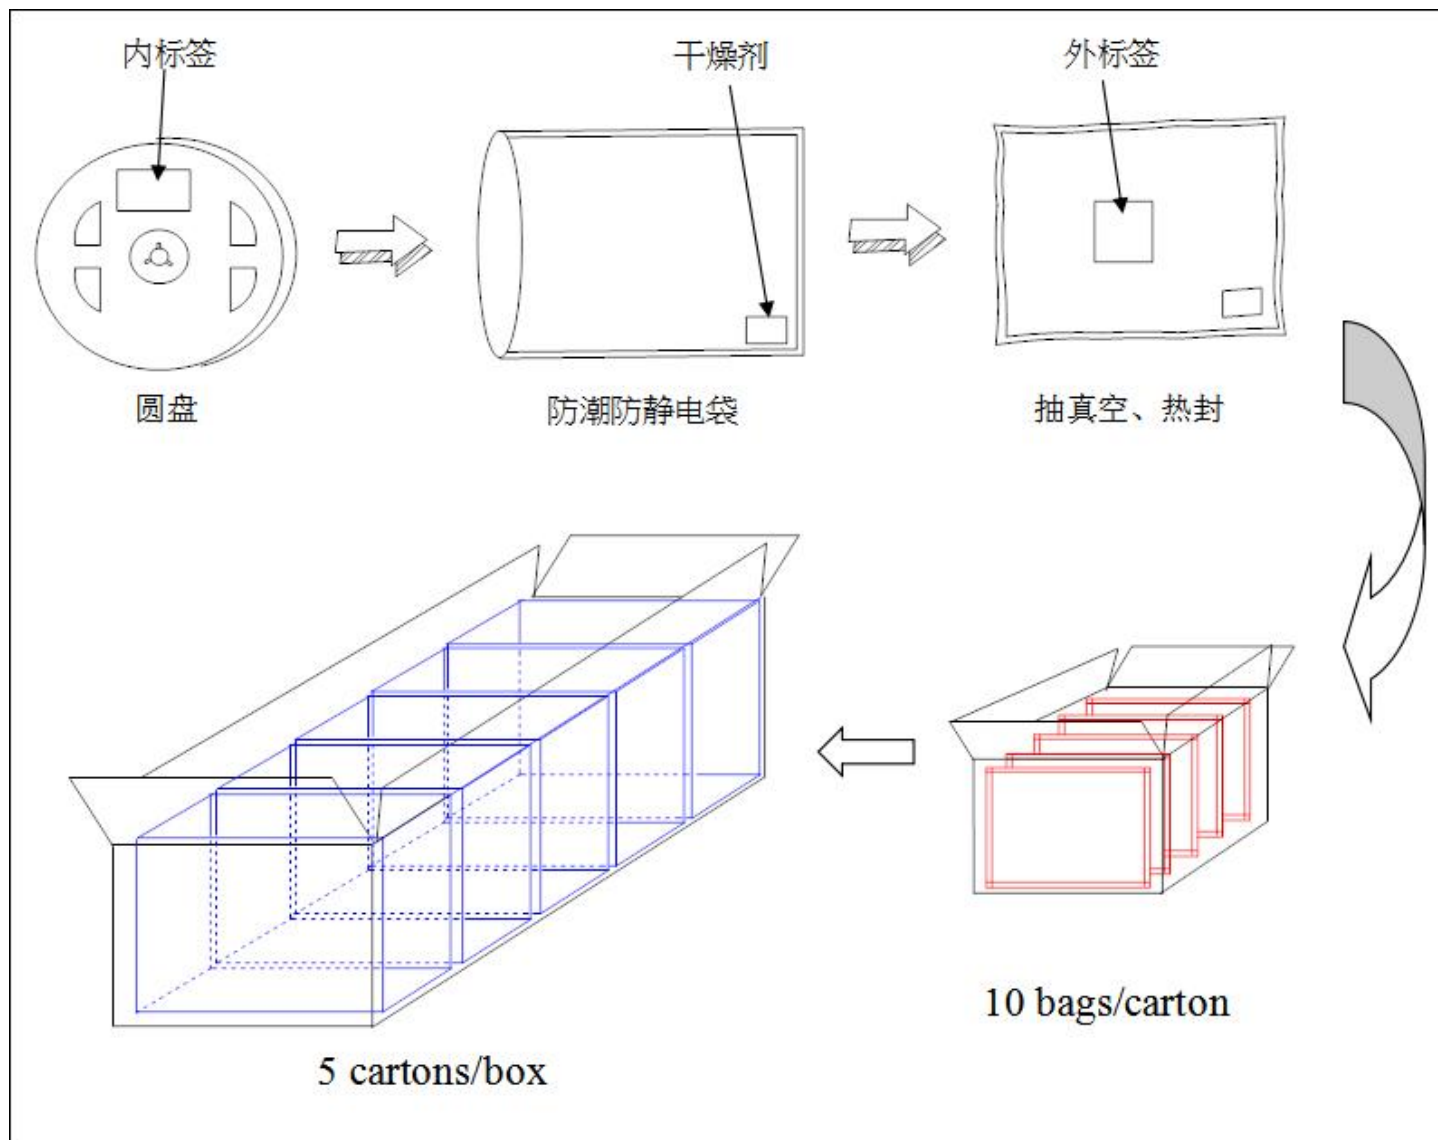 内标签
干燥剂
外标签
圆盘
防潮防静电袋
抽真空、热封
10 bags/carton
5 cartons/box